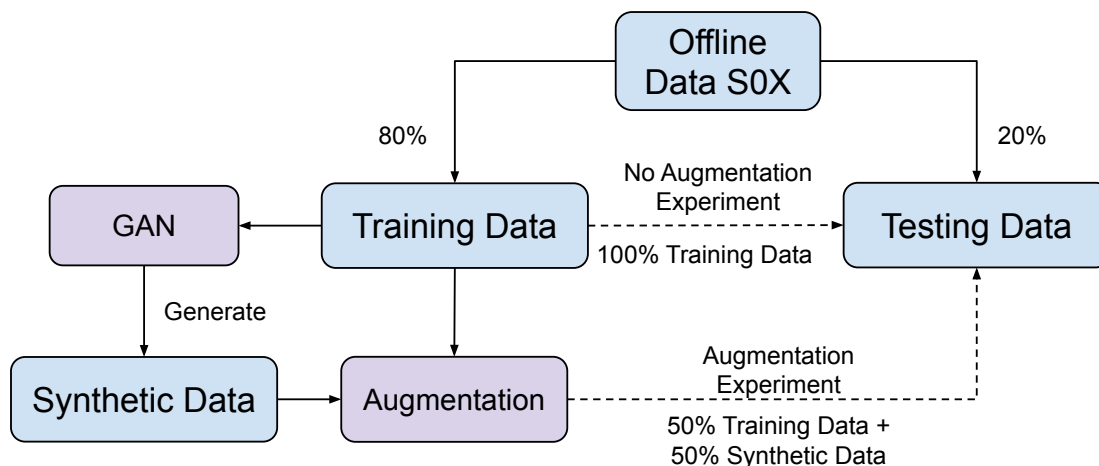 Offline
Data S0X
80%
20%
No Augmentation
Experiment
GAN
Training Data
Testing Data
100% Training Data
Generate
Augmentation
Experiment
Synthetic Data
Augmentation
50% Training Data +
50% Synthetic Data